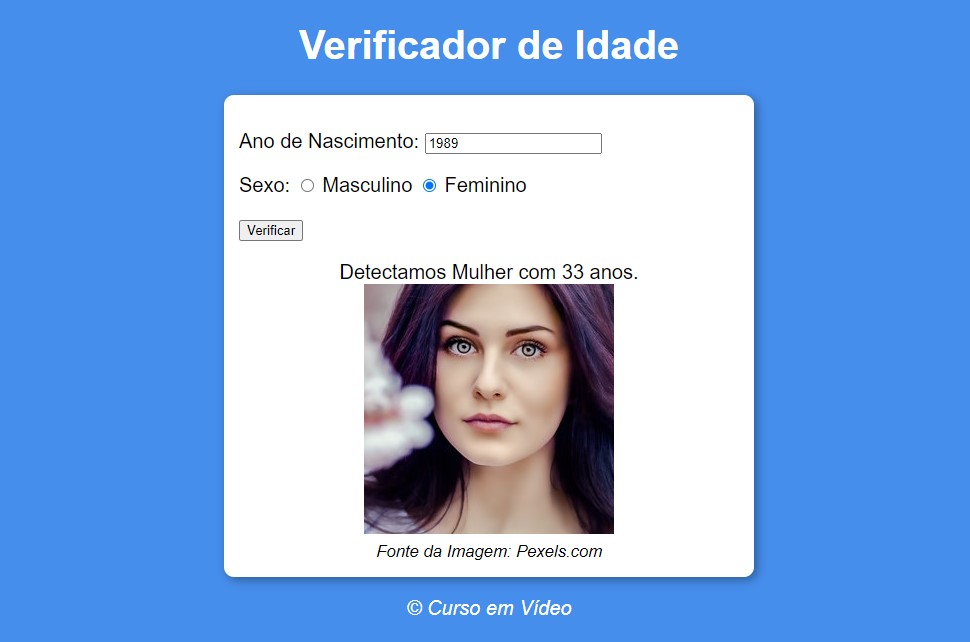 Verificador de Idade
Ano de Nascimento: 1989
Sexo: Masculino Feminino
Verificar
Detectamos Mulher com 33 anos.
Fonte da Imagem: Pexels.com
© Curso em Vídeo